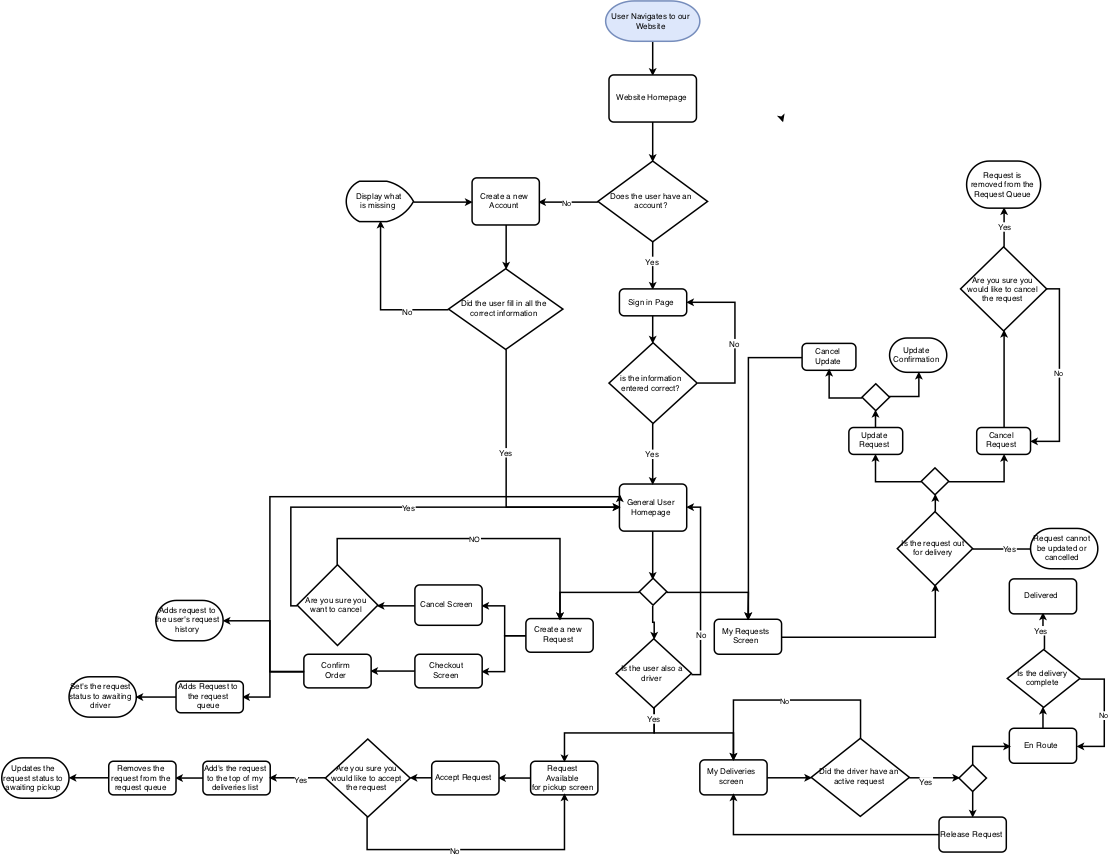 User Navigates to our
Website
Website Homepage
Does the user have an
account?
No
Create a new
Account
Display what
is missing
Did the user fill in all the
correct information
No
Yes
Yes
Sign in Page
is the information
entered correct?
No
Yes
General User
Homepage
Request is
removed from the
Request Queue
Yes
Are you sure you
would like to cancel
the request
No
Cancel
Update
Update
Confirmation
Update
Request
Cancel
Request
Is the request out
for delivery
Yes
Request cannot
be updated or
cancelled
Yes
NO
Are you sure you
want to cancel
Cancel Screen
Create a new
Request
Checkout
Screen
Confirm
Order
Adds request to
the user's request
history
Adds Request to
the request
queue
Set's the request
status to awaiting
driver
My Requests
Screen
Is the user also a
driver
No
Yes
Delivered
Yes
Is the delivery
complete
No
En Route
Updates the
request status to
awaiting pickup
Removes the
request from the
request queue
Add's the request
to the top of my
deliveries list
Yes
Are you sure you
would like to accept
the request
Accept Request
Request
Available
for pickup screen
No
My Deliveries
screen
No
Did the driver have an
active request
Yes
Release Request